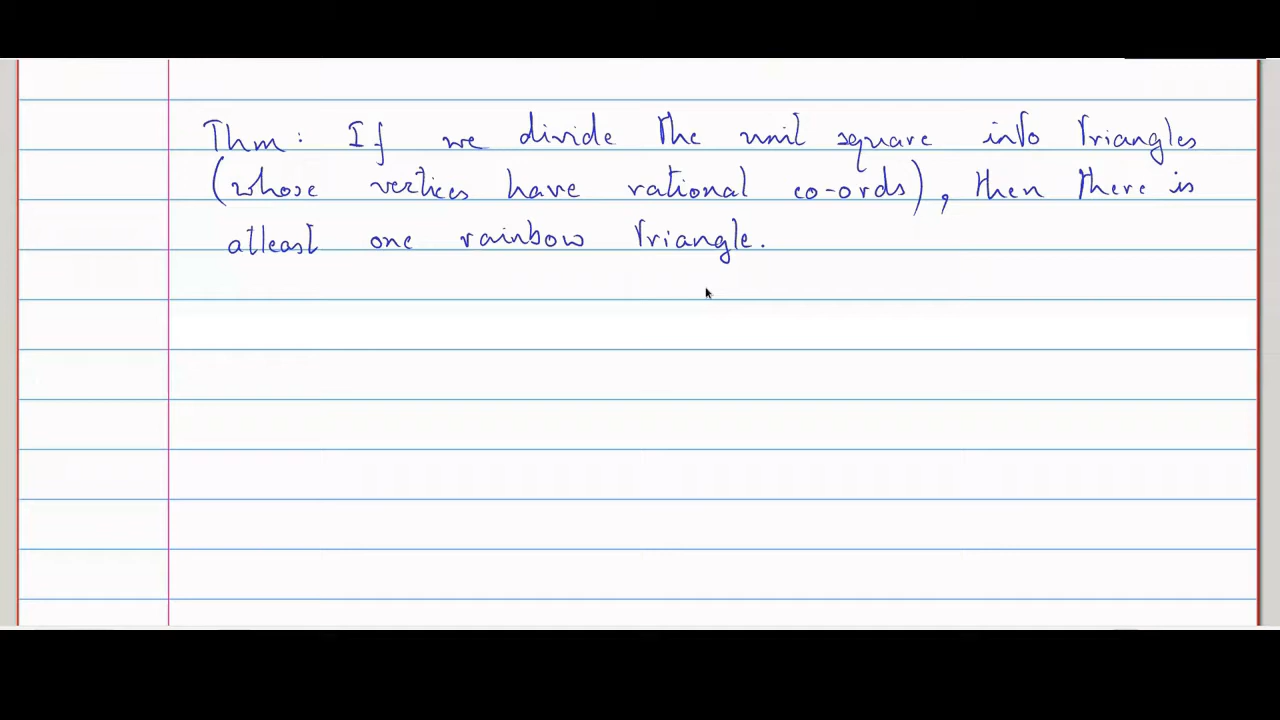 Thm: If we divide the unit square into triangles
(whose vertices have rational co-ords), then there is
atleast one rainbow triangle.